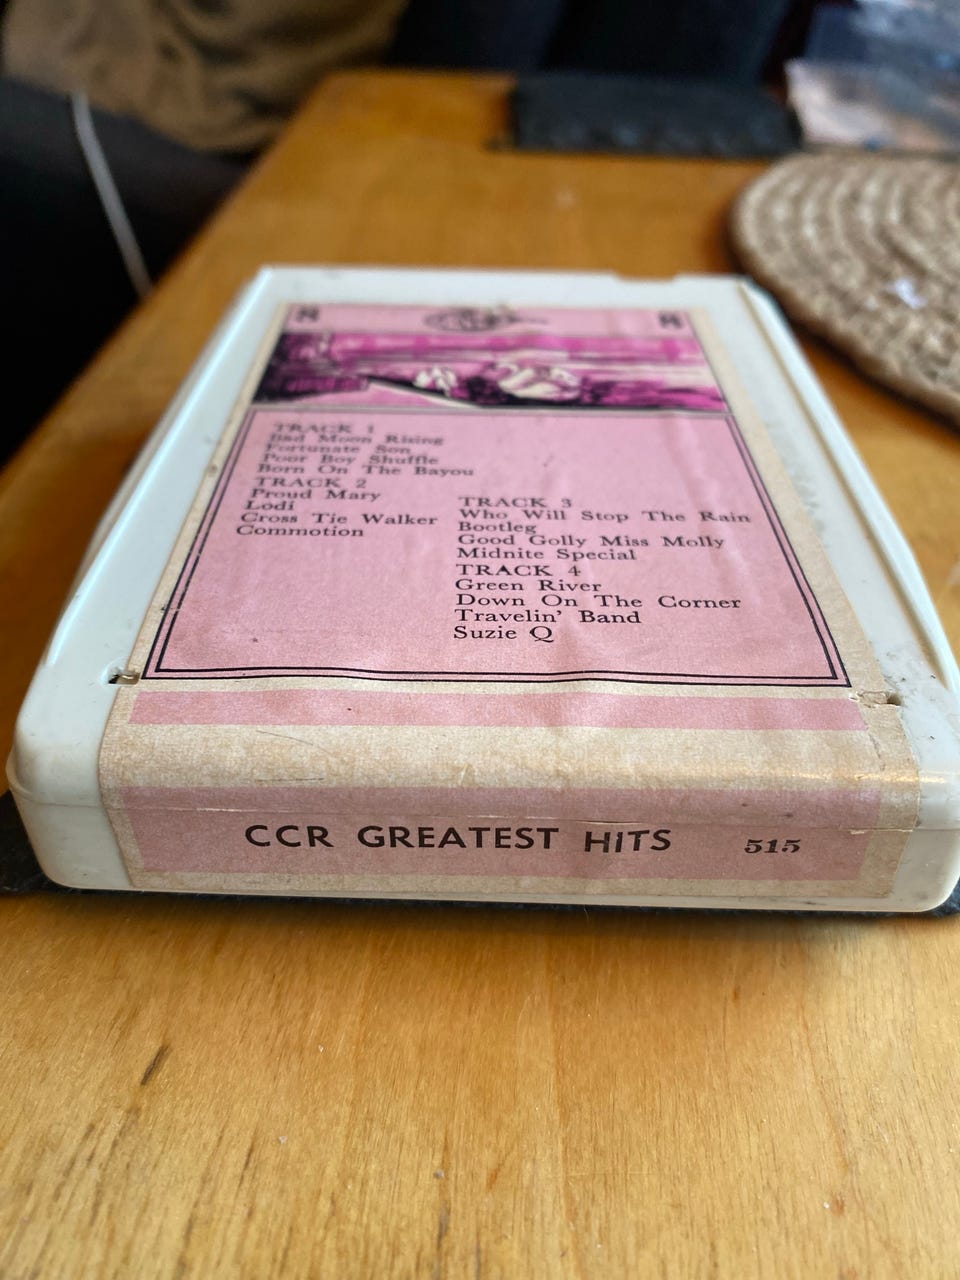 8
8
TRACK 1
Bad Moon Rising
Fortunate Son
Poor Boy Shuffle
Born On The Bayou
TRACK 2
Proud Mary
Lodi
Cross Tie Walker
Commotion
TRACK 3
Who Will Stop The Rain
Bootleg
Good Golly Miss Molly
Midnite Special
TRACK 4
Green River
Down On The Corner
Travelin' Band
Suzie Q
CCR GREATEST HITS 515